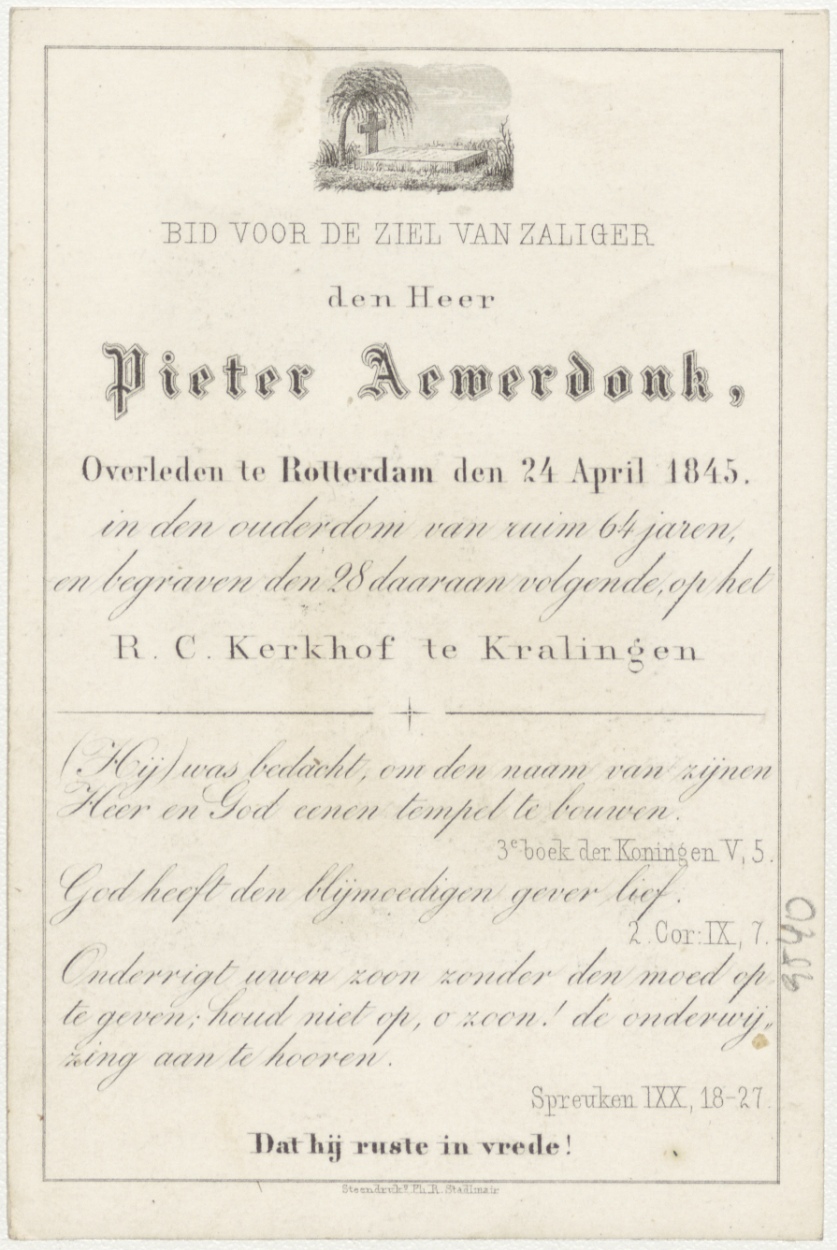 BID VOOR DE ZIEL VAN ZALIGER
den Heer
Pieter Aewerdonk,
Overleden te Rotterdam den 24 April 1845.
in den ouderdom van ruim 64 jaren,
en begraven den 28 daaraan volgende, op het
R. C. Kerkhof te Kralingen
(Hij) was bedacht, om den naam van zijnen
Heer en God eenen tempel te bouwen.
3e boek der Koningen V, 5.
God heeft den blijmoedigen gever lief.
2. Cor: IX, 7.
Onderrigt uwen zoon zonder den moed op
te geven; houd niet op, o zoon! de onderwij„
zing aan te hooren.
Spreuken IXX, 18-27.
Dat hij ruste in vrede!
Steendruk v. Ph. R. Stadlmair